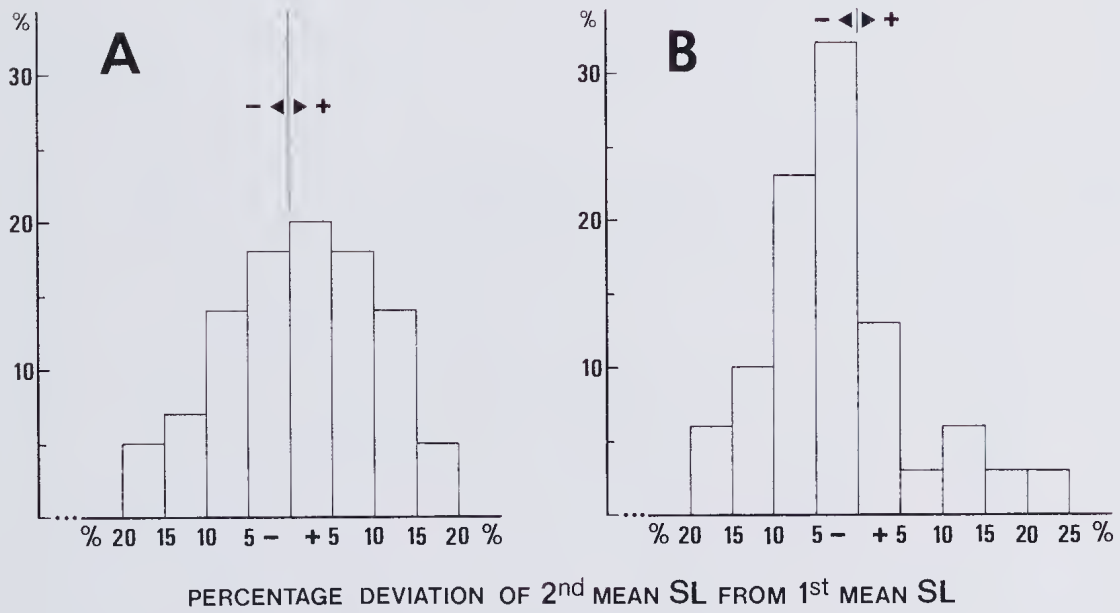 %
A
- ◄ ► +
30
20
10
% 20 15 10 5 - + 5 10 15 20 %
%
B
- ◄ ► +
30
20
10
% 20 15 10 5 - + 5 10 15 20 25 %
PERCENTAGE DEVIATION OF 2nd MEAN SL FROM 1st MEAN SL